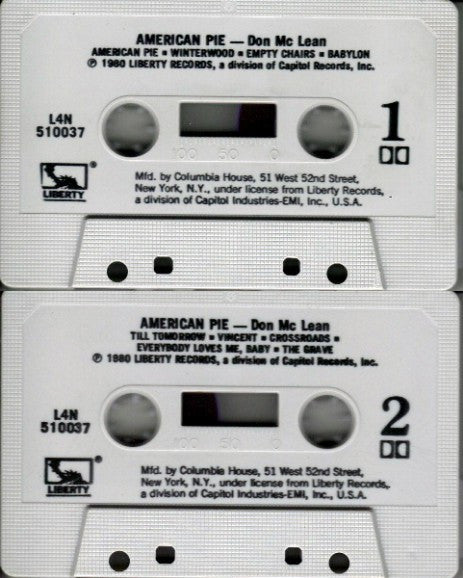 AMERICAN PIE — Don Mc Lean
AMERICAN PIE ▪ WINTERWOOD ▪ EMPTY CHAIRS ▪ BABYLON
℗ 1980 LIBERTY RECORDS, a division of Capitol Records, Inc.
L4N
510037
1
100 50 0
LIBERTY ®
Mfd. by Columbia House, 51 West 52nd Street,
New York, N.Y., under license from Liberty Records,
a division of Capitol Industries-EMI, Inc., U.S.A.
AMERICAN PIE — Don Mc Lean
TILL TOMORROW ▪ VINCENT ▪ CROSSROADS ▪
EVERYBODY LOVES ME, BABY ▪ THE GRAVE
℗ 1980 LIBERTY RECORDS, a division of Capitol Records, Inc.
L4N
510037
2
100 50 0
LIBERTY ®
Mfd. by Columbia House, 51 West 52nd Street,
New York, N.Y., under license from Liberty Records,
a division of Capitol Industries-EMI, Inc., U.S.A.